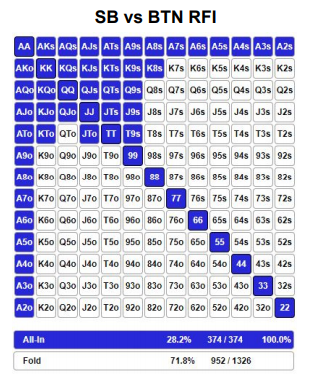 SB vs BTN RFI
AA AKs AQs AJs ATs A9s A8s A7s A6s A5s A4s A3s A2s
AKo KK KQs KJs KTs K9s K8s K7s K6s K5s K4s K3s K2s
AQo KQo QQ QJs QTs Q9s Q8s Q7s Q6s Q5s Q4s Q3s Q2s
AJo KJo QJo JJ JTs J9s J8s J7s J6s J5s J4s J3s J2s
ATo KTo QTo JTo TT T9s T8s T7s T6s T5s T4s T3s T2s
A9o K9o Q9o J9o T9o 99 98s 97s 96s 95s 94s 93s 92s
A8o K8o Q8o J8o T8o 98o 88 87s 86s 85s 84s 83s 82s
A7o K7o Q7o J7o T7o 97o 87o 77 76s 75s 74s 73s 72s
A6o K6o Q6o J6o T6o 96o 86o 76o 66 65s 64s 63s 62s
A5o K5o Q5o J5o T5o 95o 85o 75o 65o 55 54s 53s 52s
A4o K4o Q4o J4o T4o 94o 84o 74o 64o 54o 44 43s 42s
A3o K3o Q3o J3o T3o 93o 83o 73o 63o 53o 43o 33 32s
A2o K2o Q2o J2o T2o 92o 82o 72o 62o 52o 42o 32o 22
All-In 28.2% 374 / 374 100.0%
Fold 71.8% 952 / 1326